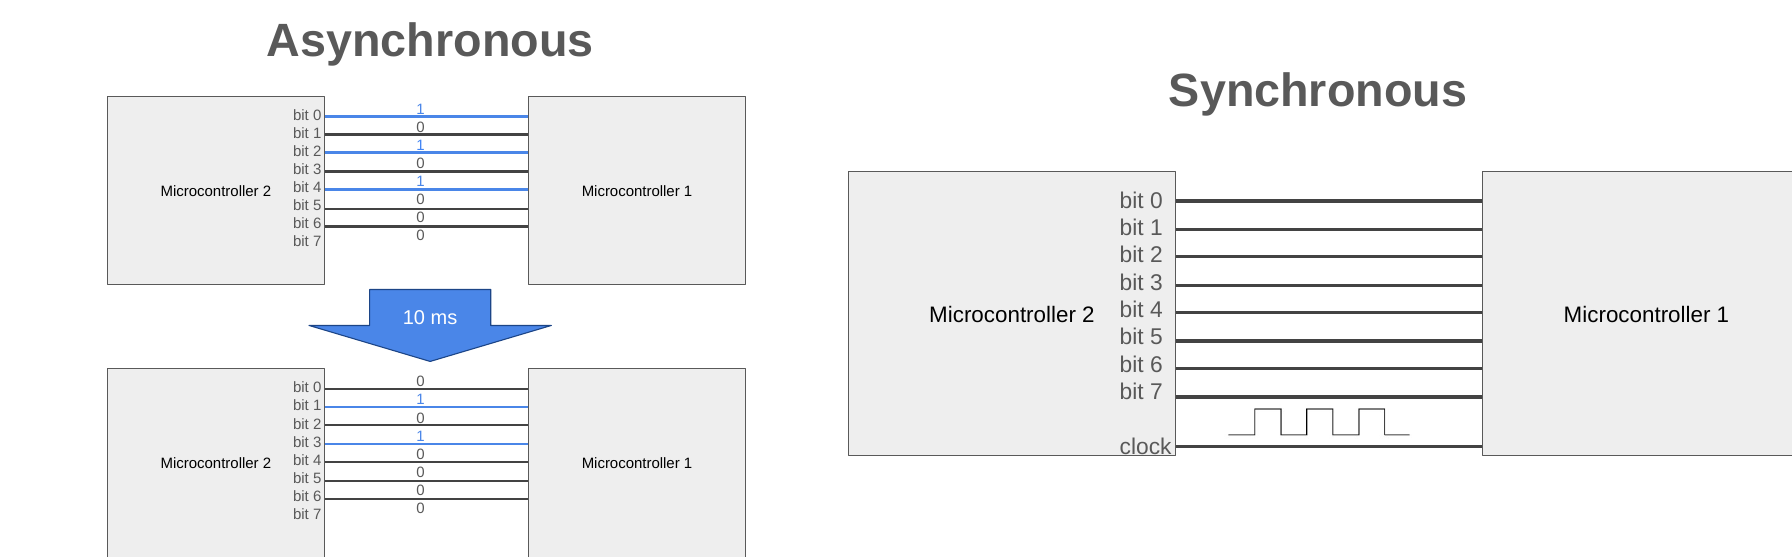 Asynchronous
bit 0
bit 1
bit 2
bit 3
bit 4
bit 5
bit 6
bit 7
1
0
1
0
1
0
0
0
Microcontroller 2
Microcontroller 1
10 ms
bit 0
bit 1
bit 2
bit 3
bit 4
bit 5
bit 6
bit 7
0
1
0
1
0
0
0
0
Microcontroller 2
Microcontroller 1
Synchronous
bit 0
bit 1
bit 2
bit 3
bit 4
bit 5
bit 6
bit 7
clock
Microcontroller 2
Microcontroller 1